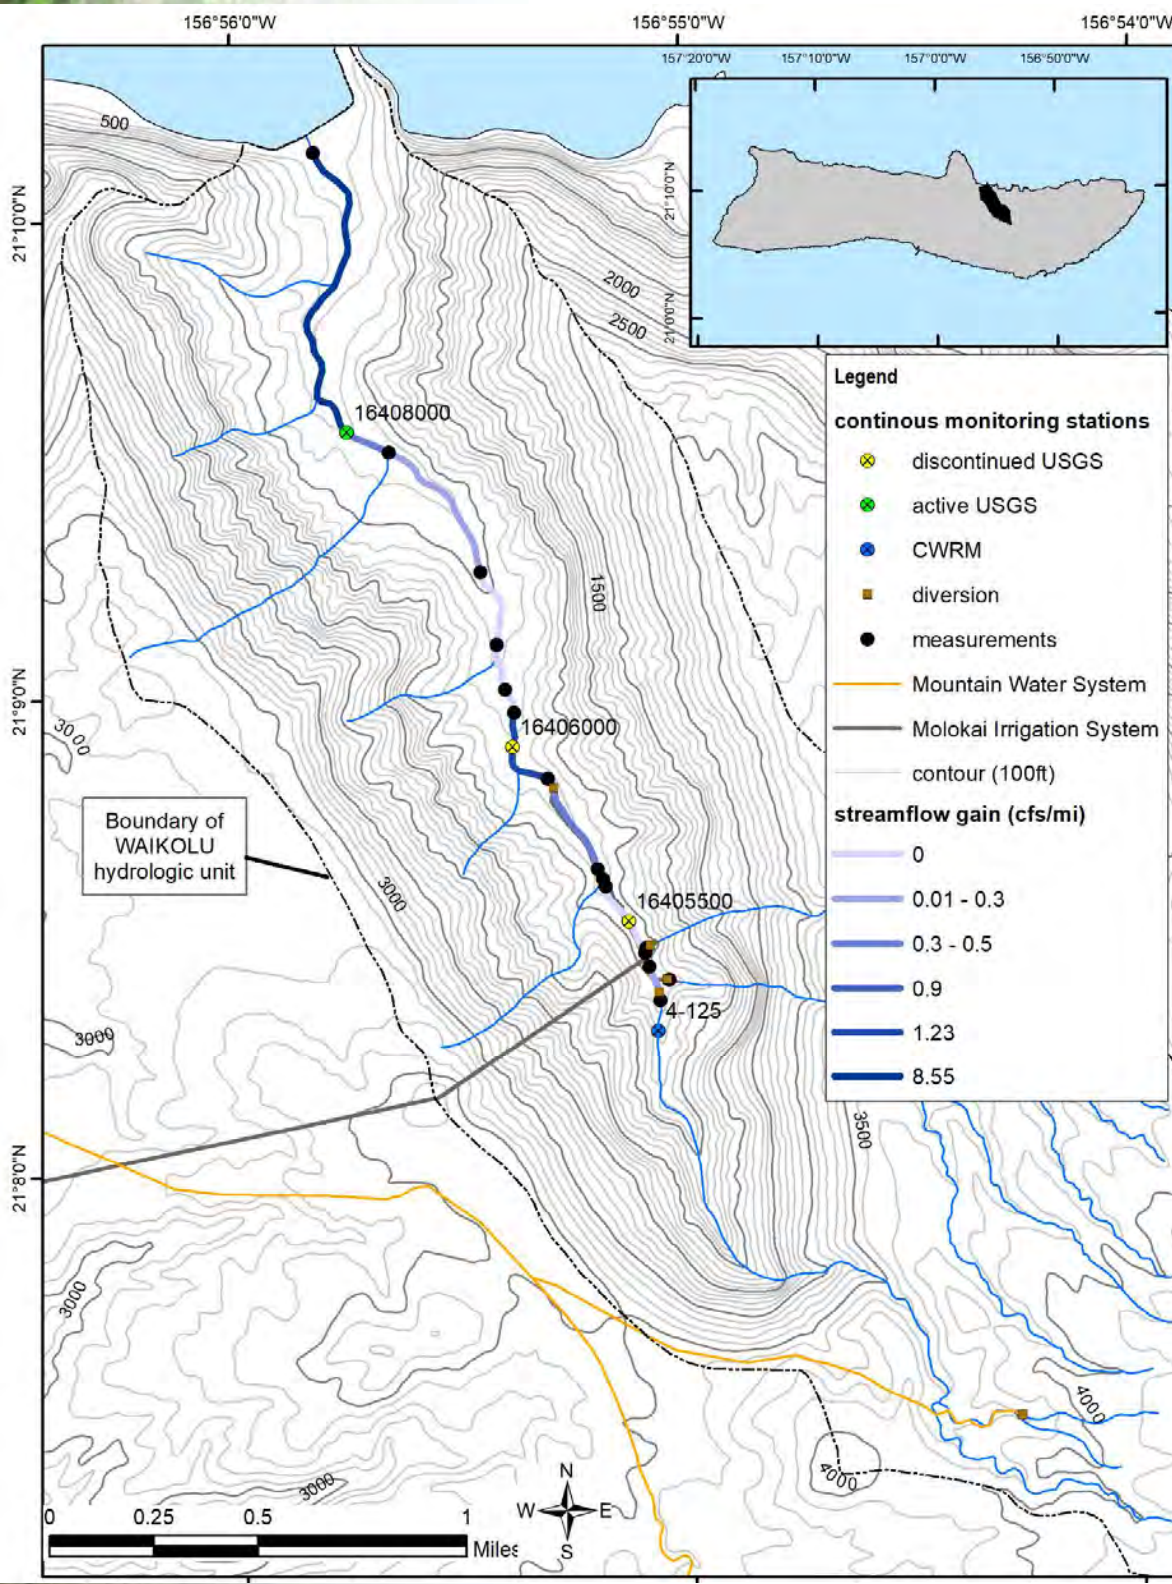 156°56'0"W
156°55'0"W
156°54'0"W
157°20'0"W
157°10'0"W
157°0'0"W
156°50'0"W
21°10'0"N
21°0'0"N
500
21°10'0"N
2000
2500
Legend
continous monitoring stations
discontinued USGS
active USGS
CWRM
diversion
measurements
Mountain Water System
Molokai Irrigation System
contour (100ft)
streamflow gain (cfs/mi)
0
0.01 - 0.3
0.3 - 0.5
0.9
1.23
8.55
16408000
1500
21°9'0"N
3000
16406000
Boundary of
WAIKOLU
hydrologic unit
3000
16405500
4-125
3000
3500
21°8'0"N
3000
4000
4000
3000
N
W
E
S
0
0.25
0.5
1
Miles